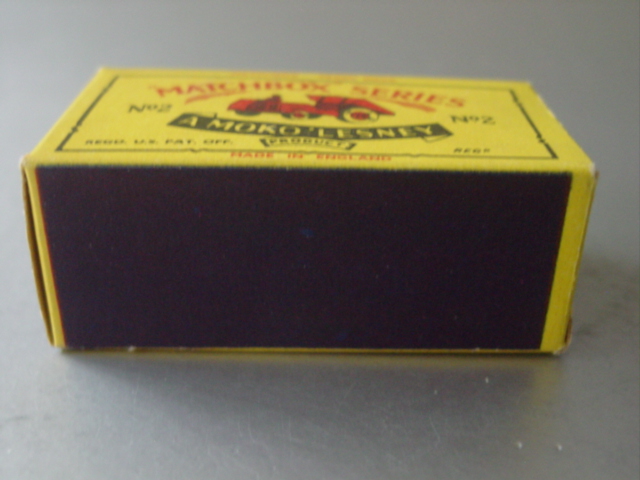 MATCHBOX SERIES
Nº2
Nº2
A MOKO LESNEY
PRODUCT
REGD. U.S. PAT. OFF.
REGD
MADE IN ENGLAND